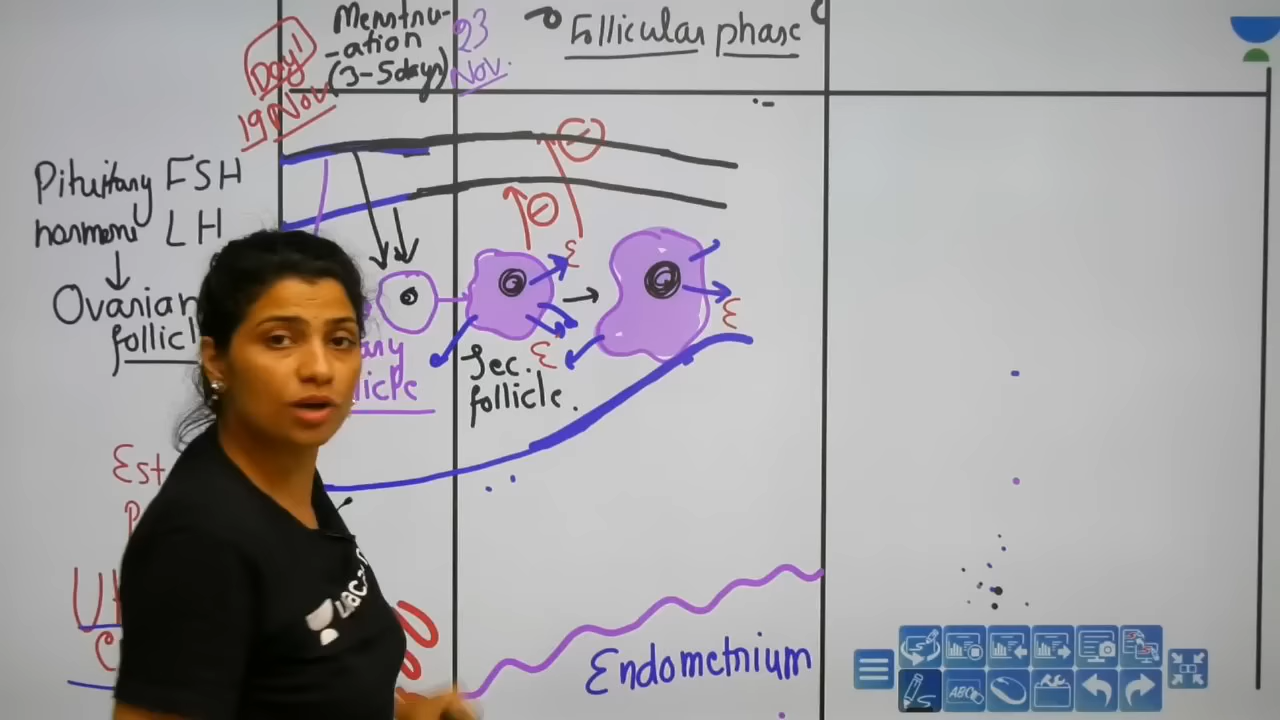 Menstru-
-ation
(3-5days)
Day1
19 Nov
23
Nov.
Follicular phase
Pituitary FSH
hormone LH
Ovarian
follicl
Sec.
follicle.
ε
ε
ε
Est
Endometrium
ABC